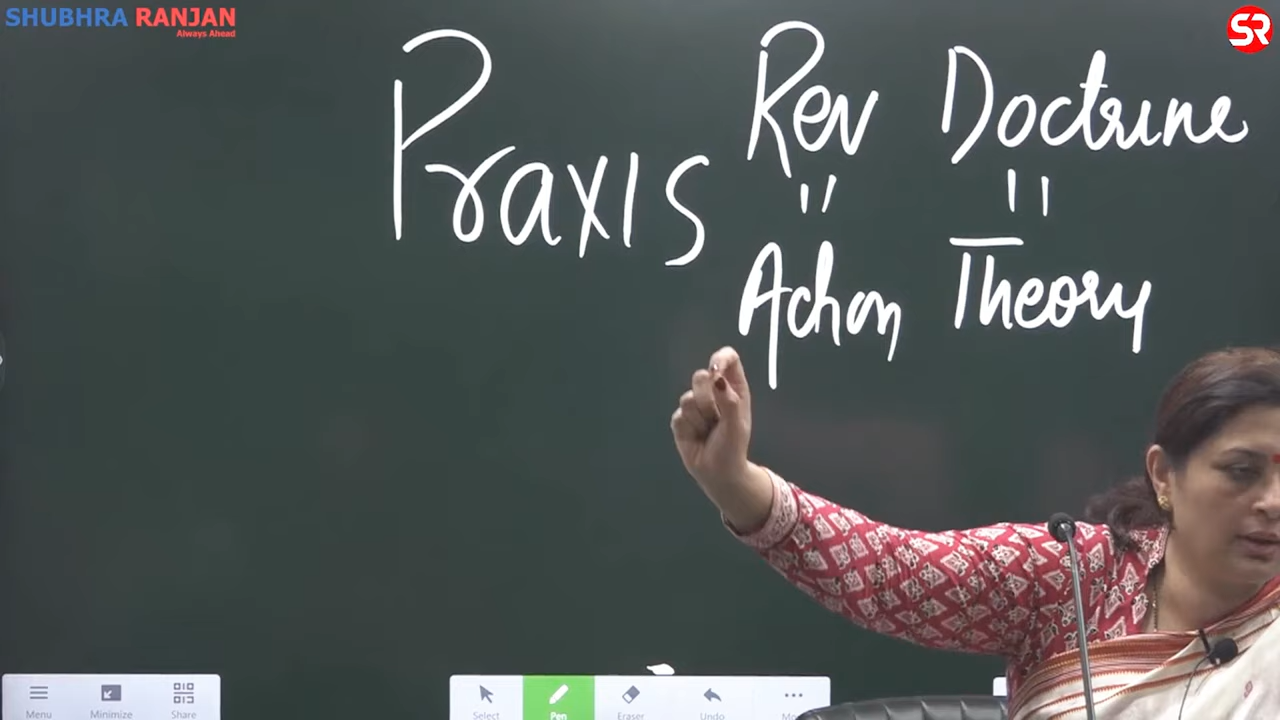 SHUBHRA RANJAN
Always Ahead
SR
Praxis
Rev Doctrine
Action Theory
Menu
Minimize
Share
Select
Pen
Eraser
Undo